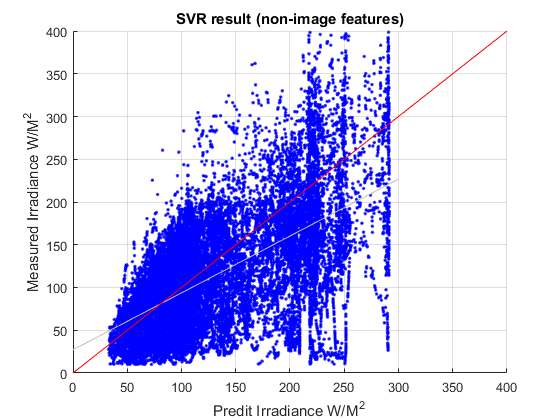 SVR result (non-image features)
Measured Irradiance W/M²
400
350
300
250
200
150
100
50
0
0 50 100 150 200 250 300 350 400
Predit Irradiance W/M²